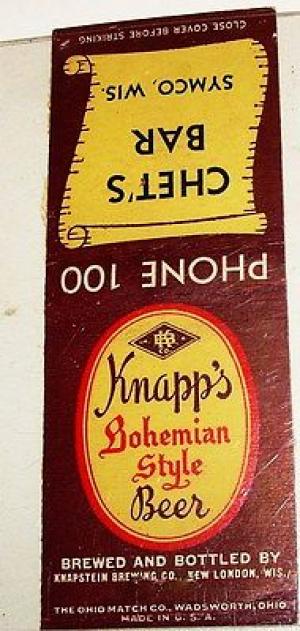 CLOSE COVER BEFORE STRIKING
CHET'S
BAR
SYMCO, WIS.
PHONE 100
CO
Knapp's
Bohemian
Style
Beer
BREWED AND BOTTLED BY
KNAPSTEIN BREWING CO., NEW LONDON, WIS.
THE OHIO MATCH CO., WADSWORTH, OHIO.
MADE IN U. S. A.